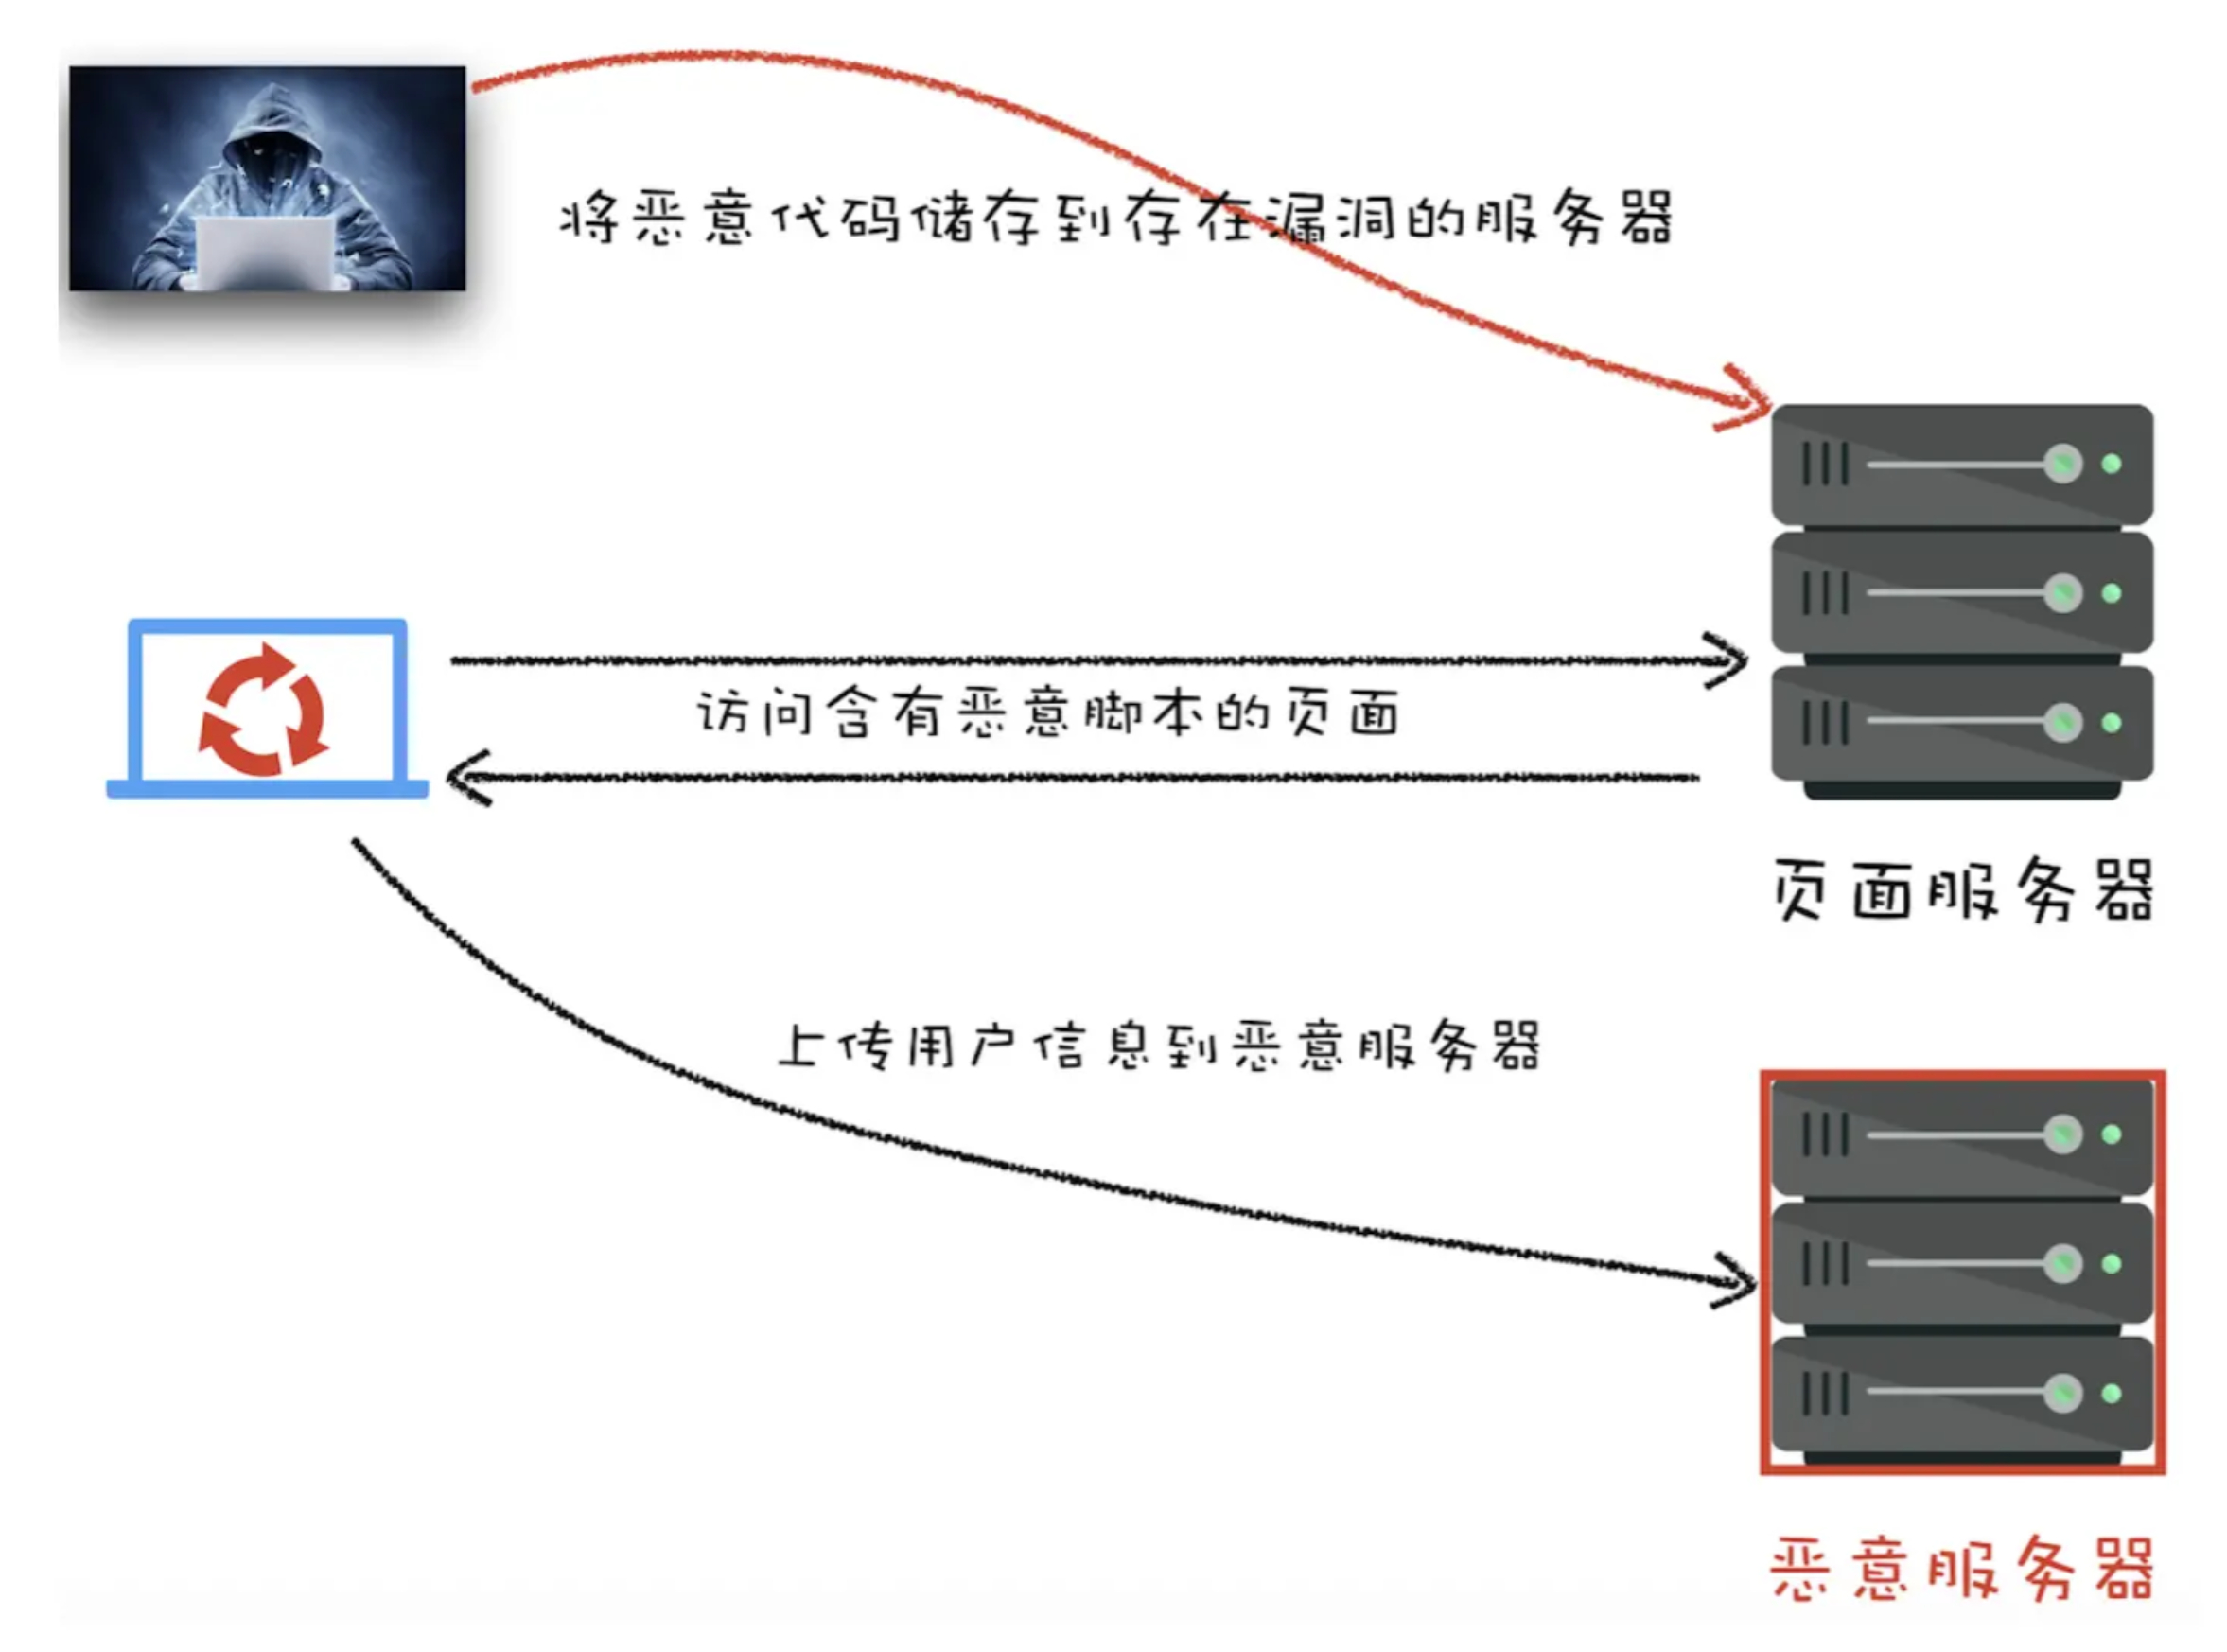 将恶意代码储存到存在漏洞的服务器
访问含有恶意脚本的页面
页面服务器
上传用户信息到恶意服务器
恶意服务器